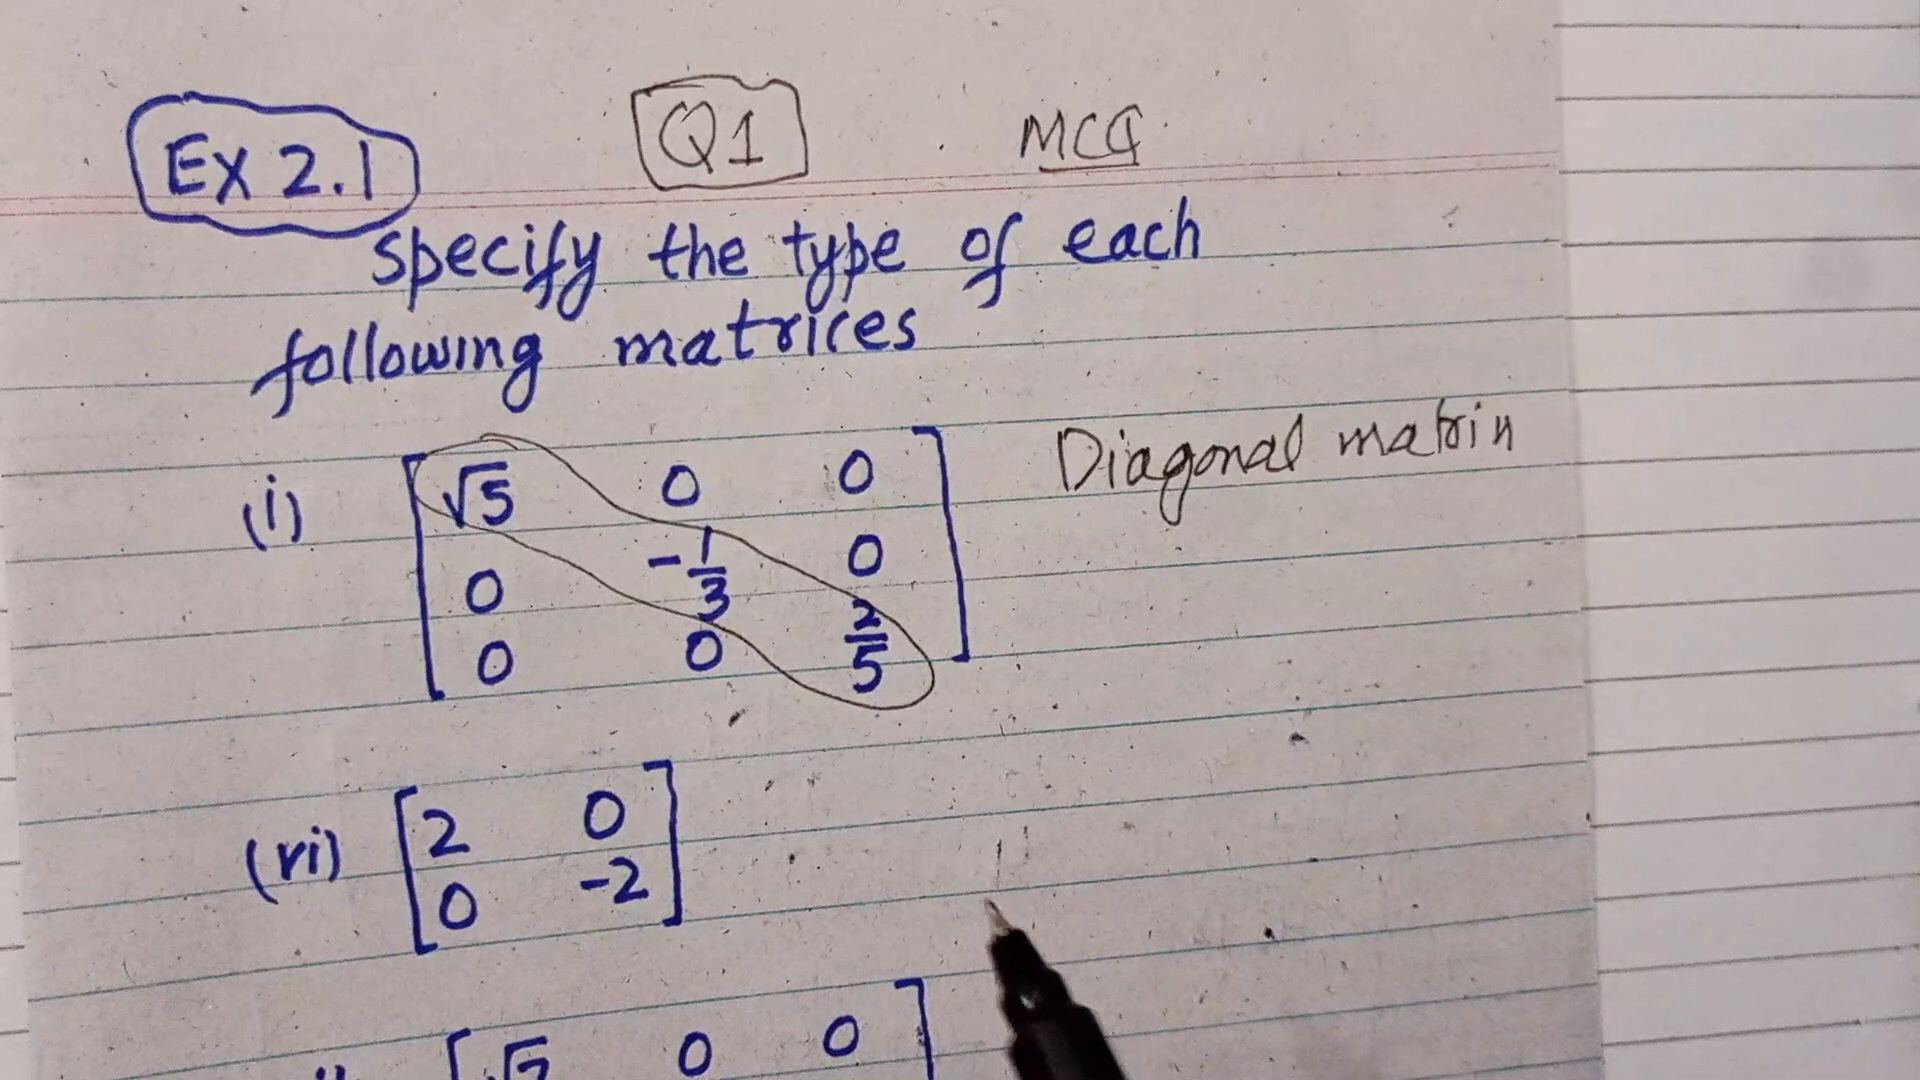 Ex 2.1 Q1 MCQ
specify the type of each
following matrices
(i) √5 0 0 Diagonal matrix
0 -1/3 0
0 0 2/5
(vi) 2 0
0 -2
0 0